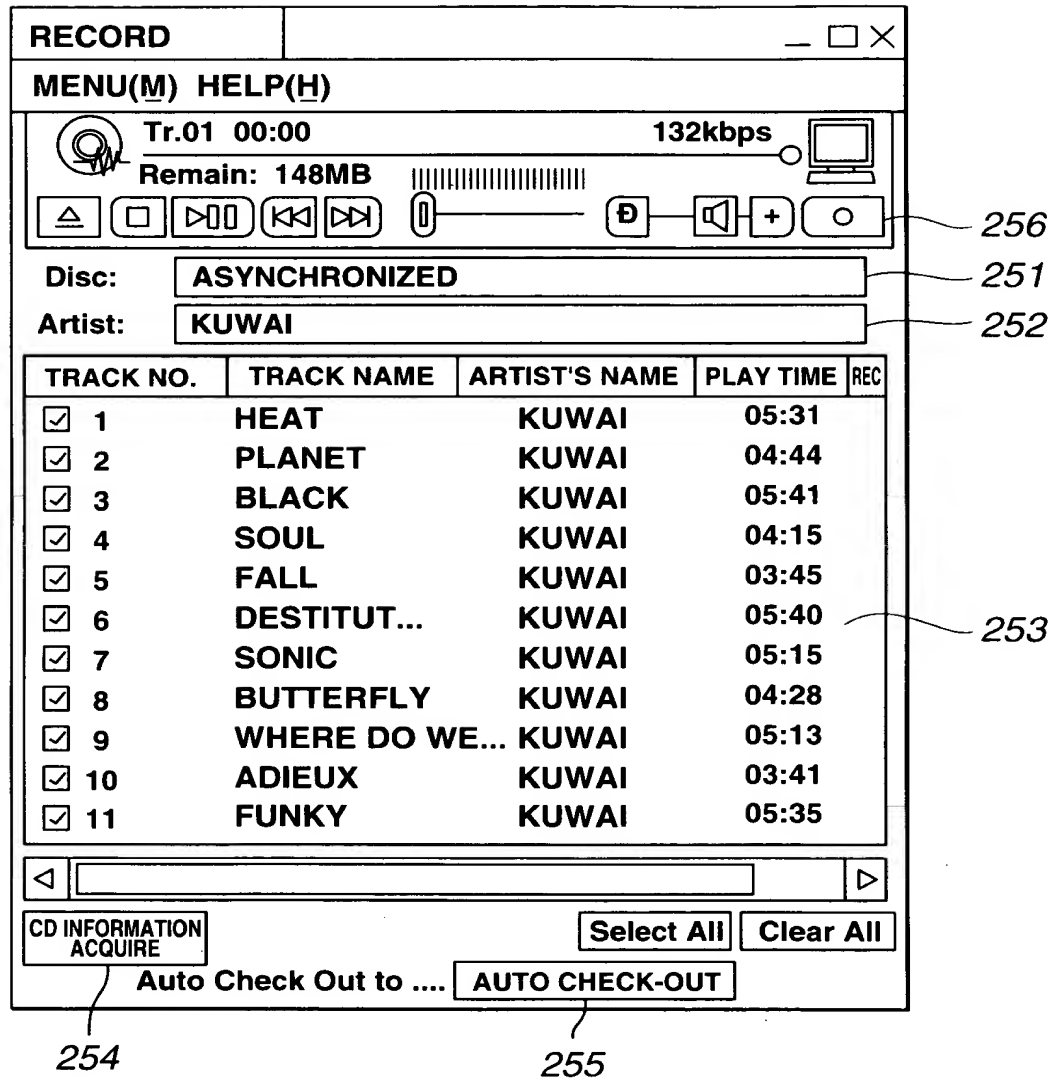 RECORD
MENU(M) HELP(H)
Tr.01 00:00 132kbps
Remain: 148MB
Đ +
256
Disc: ASYNCHRONIZED 251
Artist: KUWAI 252
TRACK NO. TRACK NAME ARTIST'S NAME PLAY TIME REC
1 HEAT KUWAI 05:31
2 PLANET KUWAI 04:44
3 BLACK KUWAI 05:41
4 SOUL KUWAI 04:15
5 FALL KUWAI 03:45
6 DESTITUT... KUWAI 05:40 253
7 SONIC KUWAI 05:15
8 BUTTERFLY KUWAI 04:28
9 WHERE DO WE... KUWAI 05:13
10 ADIEUX KUWAI 03:41
11 FUNKY KUWAI 05:35
CD INFORMATION
ACQUIRE
Select All Clear All
Auto Check Out to .... AUTO CHECK-OUT
254 255